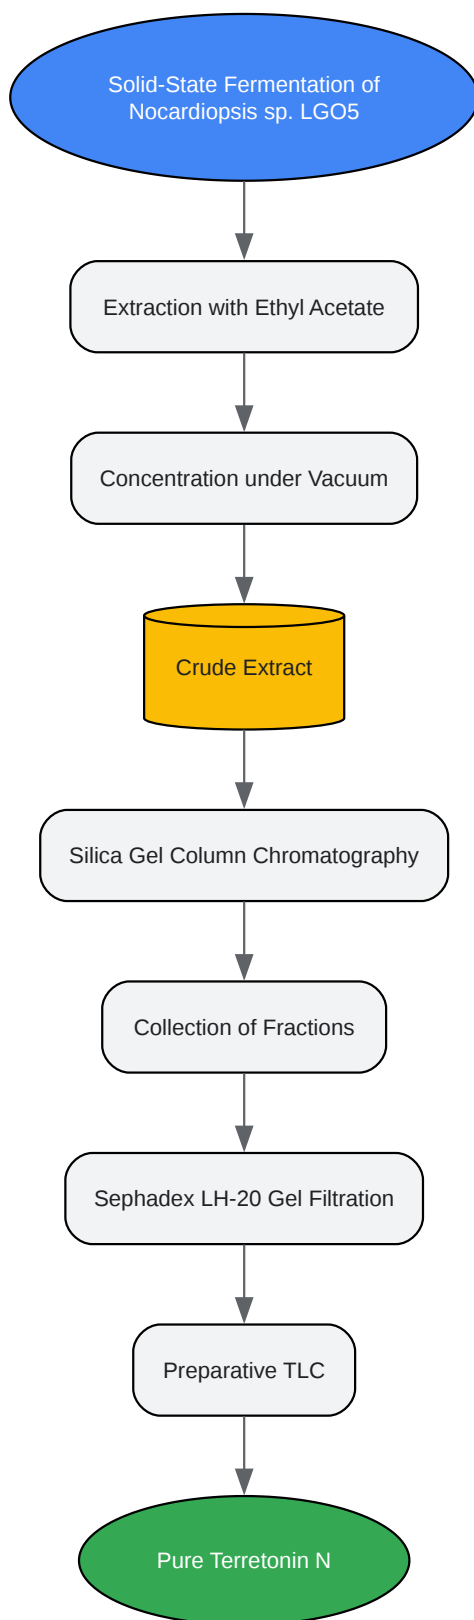 Solid-State Fermentation of
Nocardiopsis sp. LGO5
Extraction with Ethyl Acetate
Concentration under Vacuum
Crude Extract
Silica Gel Column Chromatography
Collection of Fractions
Sephadex LH-20 Gel Filtration
Preparative TLC
Pure Terretonin N